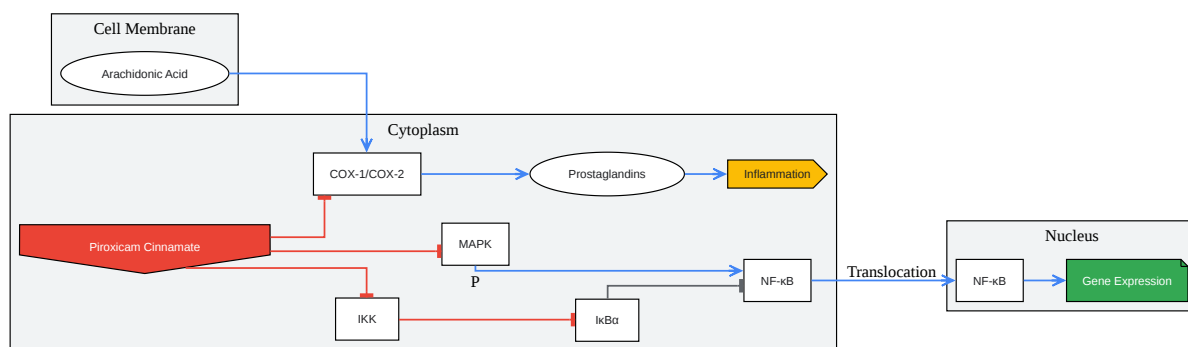 Cell Membrane
Arachidonic Acid
Cytoplasm
COX-1/COX-2
Prostaglandins
Inflammation
Piroxicam Cinnamate
MAPK
P
IKK
IκBα
NF-κB
Translocation
Nucleus
NF-κB
Gene Expression